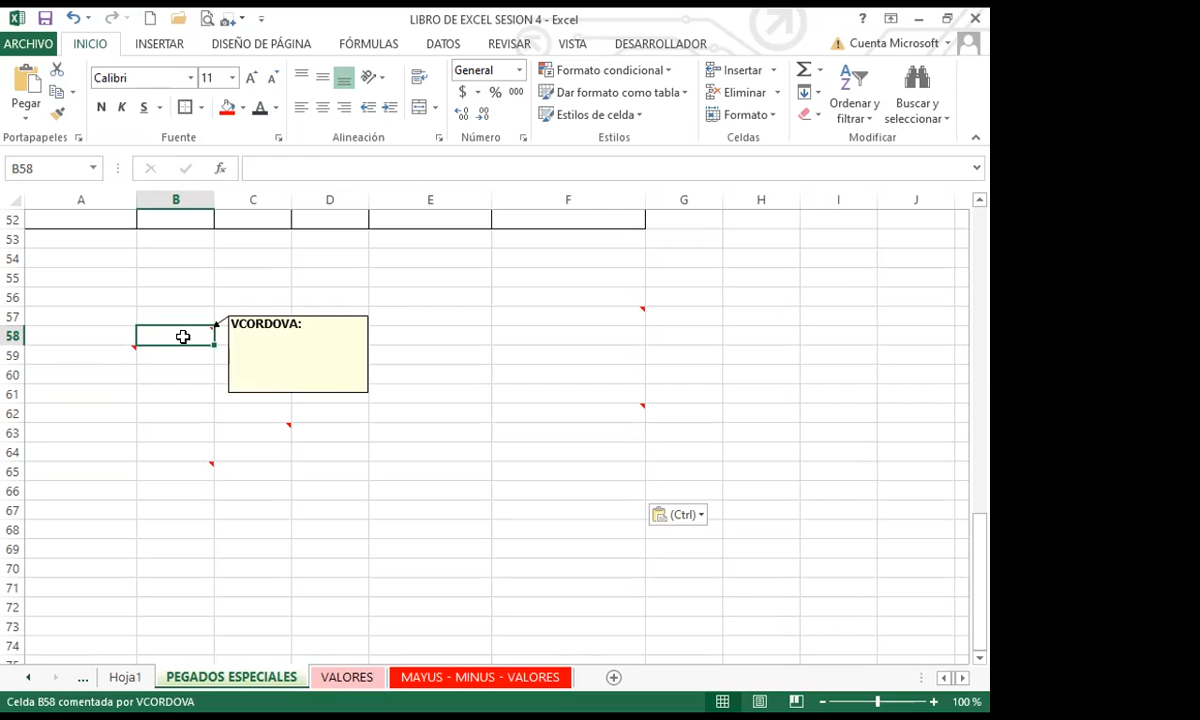 LIBRO DE EXCEL SESION 4 - Excel
ARCHIVO INICIO INSERTAR DISEÑO DE PÁGINA FÓRMULAS DATOS REVISAR VISTA DESARROLLADOR Cuenta Microsoft
Pegar
Calibri 11
N K S
General
$ % 000
Formato condicional
Dar formato como tabla
Estilos de celda
Insertar
Eliminar
Formato
Ordenar y filtrar
Buscar y seleccionar
Portapapeles Fuente Alineación Número Estilos Celdas Modificar
B58 fx
A B C D E F G H I J
52
53
54
55
56
57
58
59
60
61
62
63
64
65
66
67
68
69
70
71
72
73
74
75
VCORDOVA:
(Ctrl)
... Hoja1 PEGADOS ESPECIALES VALORES MAYUS - MINUS - VALORES
Celda B58 comentada por VCORDOVA 100 %